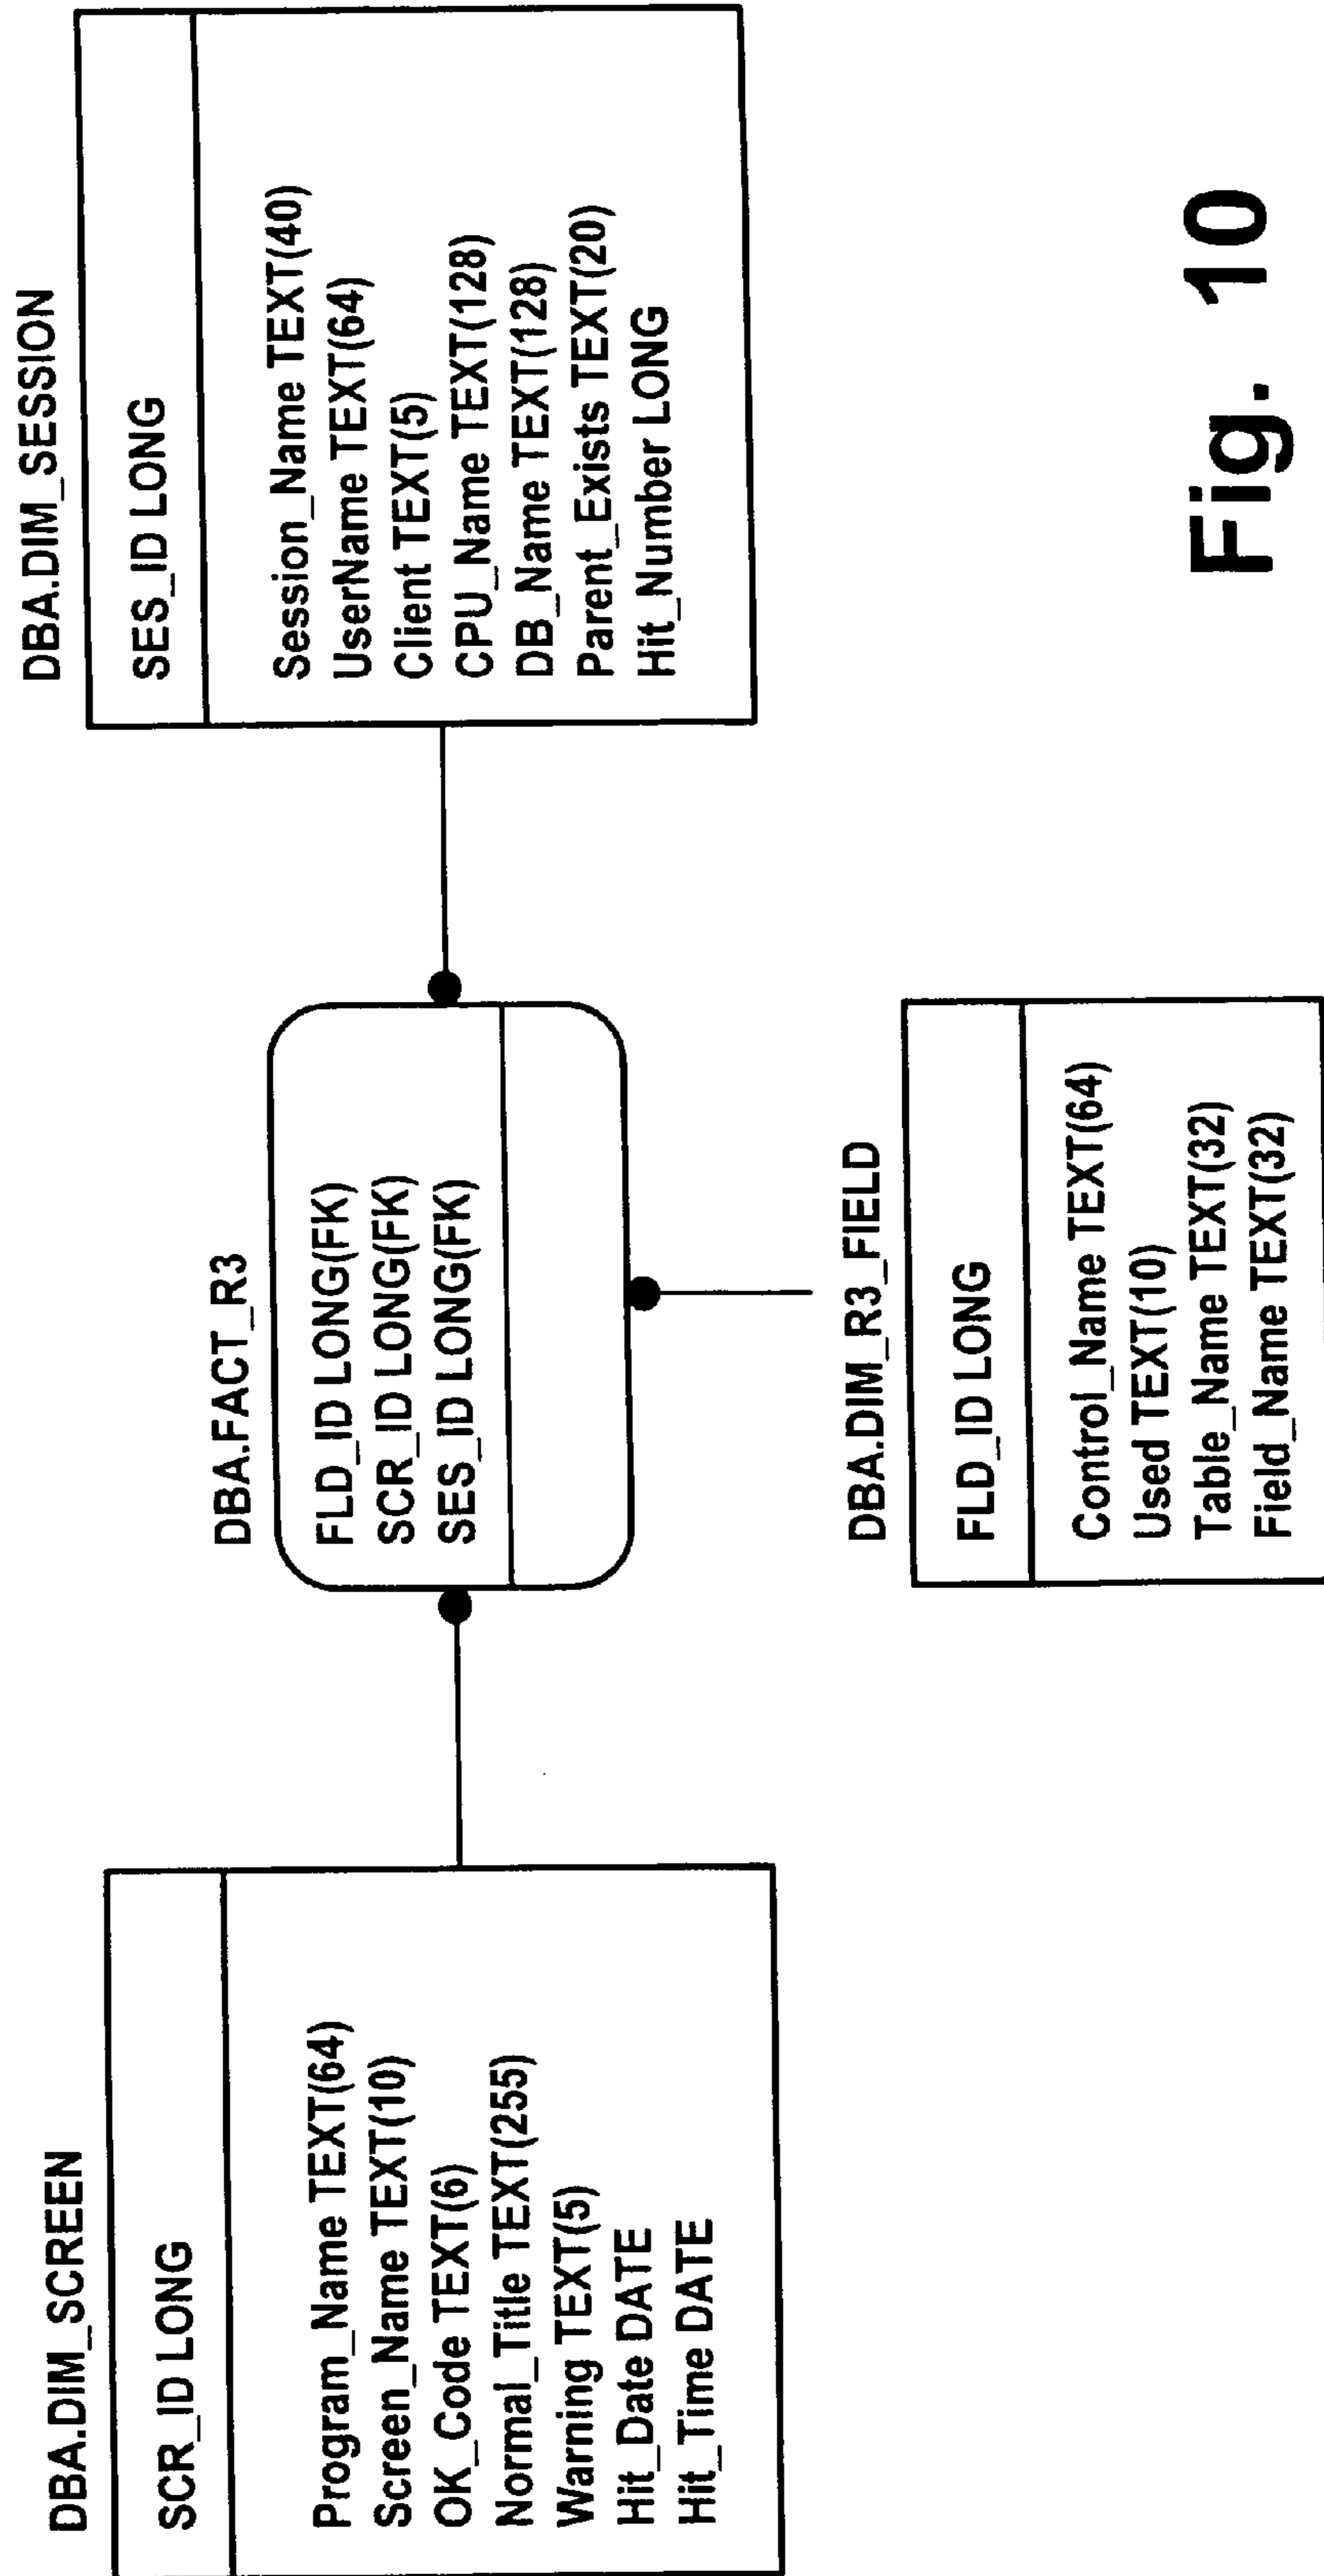 DBA.DIM_SCREEN
SCR_ID LONG
Program_Name TEXT(64)
Screen_Name TEXT(10)
OK_Code TEXT(6)
Normal_Title TEXT(255)
Warning TEXT(5)
Hit_Date DATE
Hit_Time DATE
DBA.FACT_R3
FLD_ID LONG(FK)
SCR_ID LONG(FK)
SES_ID LONG(FK)
DBA.DIM_SESSION
SES_ID LONG
Session_Name TEXT(40)
UserName TEXT(64)
Client TEXT(5)
CPU_Name TEXT(128)
DB_Name TEXT(128)
Parent_Exists TEXT(20)
Hit_Number LONG
DBA.DIM_R3_FIELD
FLD_ID LONG
Control_Name TEXT(64)
Used TEXT(10)
Table_Name TEXT(32)
Field_Name TEXT(32)
Fig. 10